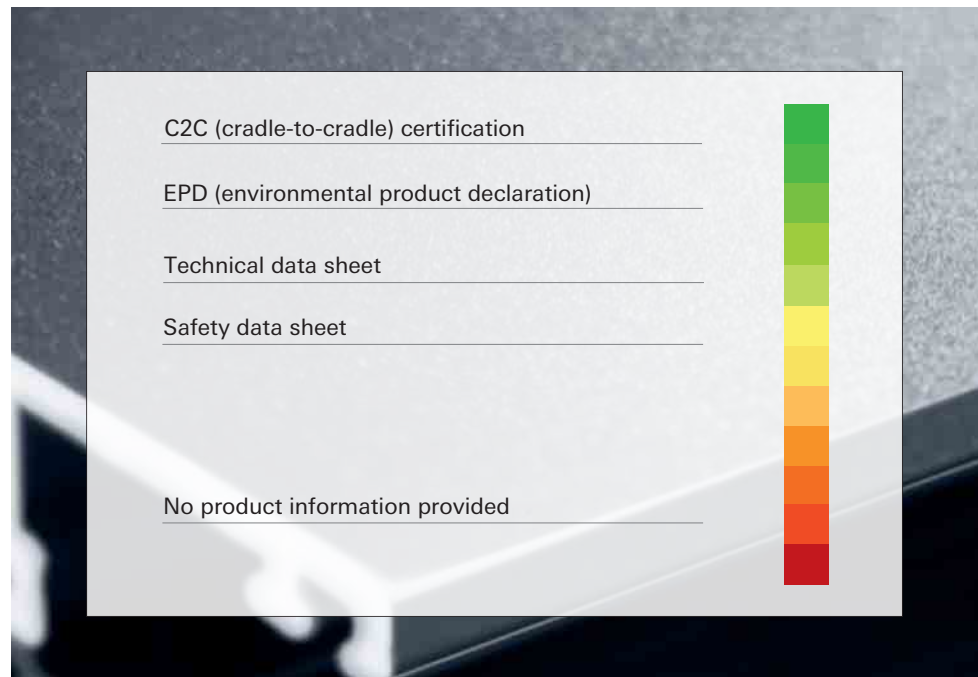 C2C (cradle-to-cradle) certification
EPD (environmental product declaration)
Technical data sheet
Safety data sheet
No product information provided